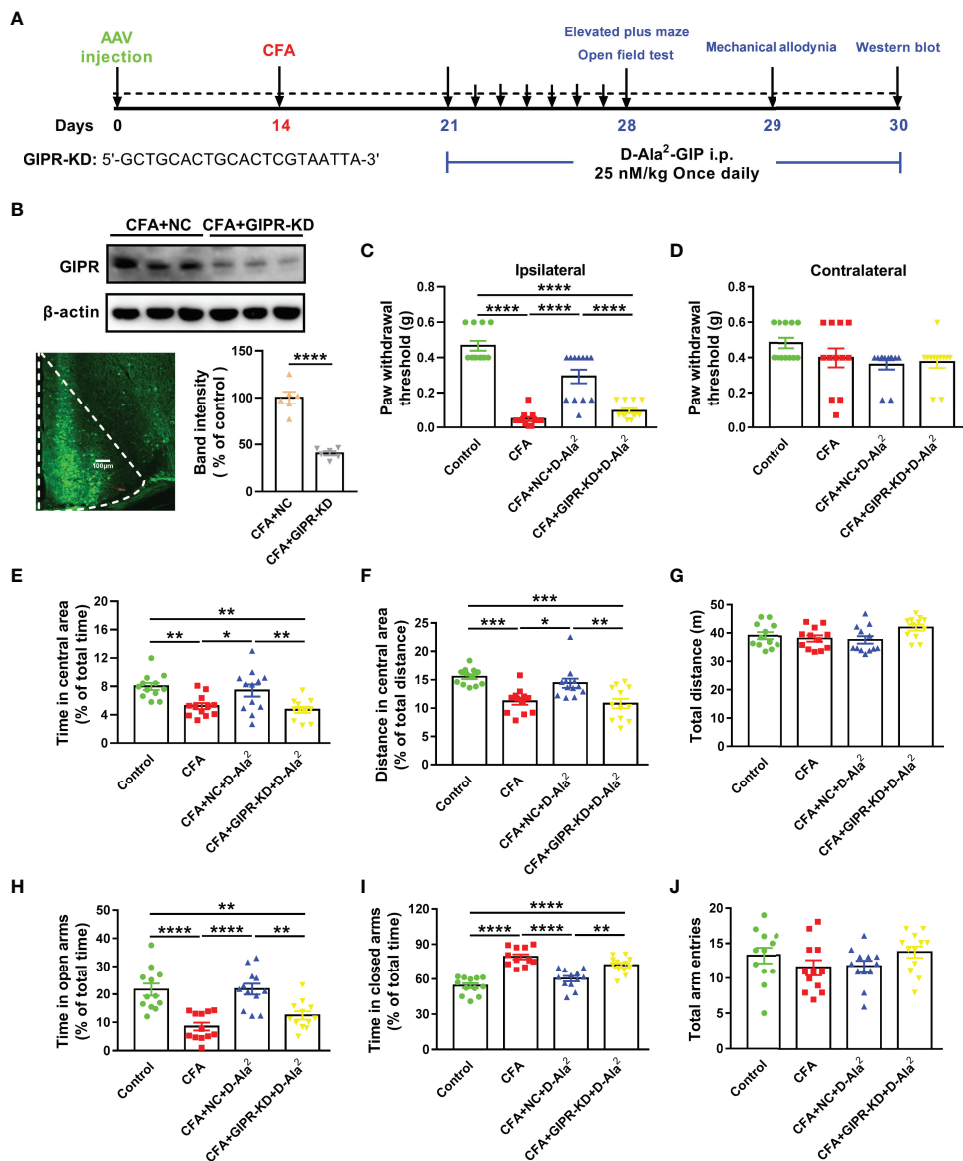 A
AAV
injection
CFA
Elevated plus maze
Open field test
Mechanical allodynia
Western blot
Days 0 14 21 28 29 30
GIPR-KD: 5'-GCTGCACTGCACTCGTAATTA-3'
D-Ala²-GIP i.p.
25 nM/kg Once daily
B
CFA+NC CFA+GIPR-KD
GIPR
β-actin
100μm
Band intensity
( % of control )
150
100
50
0
****
CFA+NC
CFA+GIPR-KD
C
Ipsilateral
Paw withdrawal
threshold (g)
0.8
0.6
0.4
0.2
0.0
****
**** **** ****
Control
CFA
CFA+NC+D-Ala²
CFA+GIPR-KD+D-Ala²
D
Contralateral
Paw withdrawal
threshold (g)
0.8
0.6
0.4
0.2
0.0
Control
CFA
CFA+NC+D-Ala²
CFA+GIPR-KD+D-Ala²
E
Time in central area
(% of total time)
20
16
12
8
4
0
**
** * **
Control
CFA
CFA+NC+D-Ala²
CFA+GIPR-KD+D-Ala²
F
Distance in central area
(% of total distance)
25
20
15
10
5
0
***
*** * **
Control
CFA
CFA+NC+D-Ala²
CFA+GIPR-KD+D-Ala²
G
Total distance (m)
50
40
30
20
10
0
Control
CFA
CFA+NC+D-Ala²
CFA+GIPR-KD+D-Ala²
H
Time in open arms
(% of total time)
50
40
30
20
10
0
**
**** **** **
Control
CFA
CFA+NC+D-Ala²
CFA+GIPR-KD+D-Ala²
I
Time in closed arms
(% of total time)
120
90
60
30
0
****
**** **** **
Control
CFA
CFA+NC+D-Ala²
CFA+GIPR-KD+D-Ala²
J
Total arm entries
20
15
10
5
0
Control
CFA
CFA+NC+D-Ala²
CFA+GIPR-KD+D-Ala²